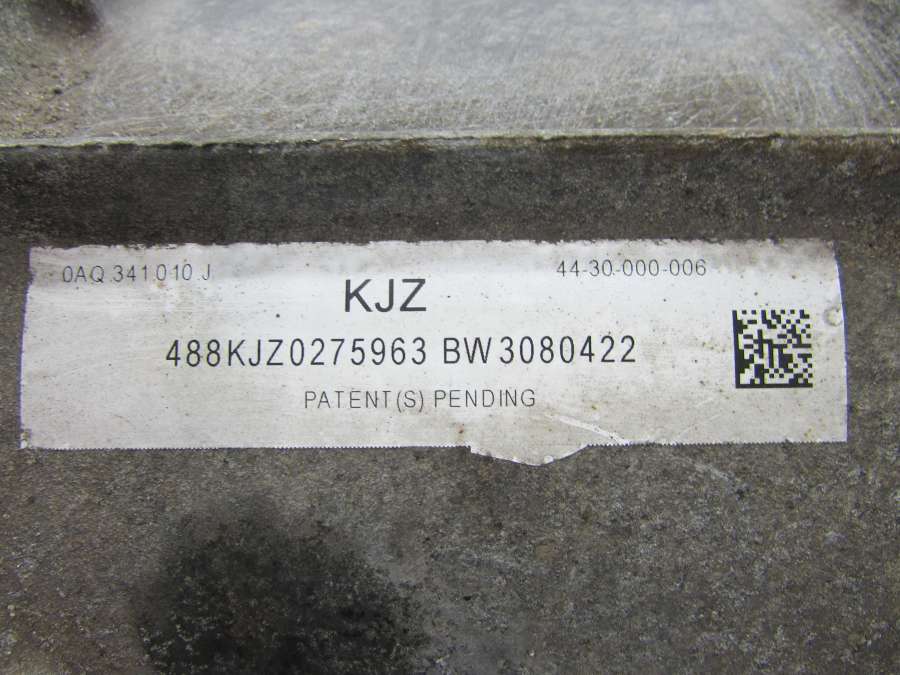 0AQ 341 010 J
44-30-000-006
KJZ
488KJZ0275963 BW3080422
PATENT(S) PENDING